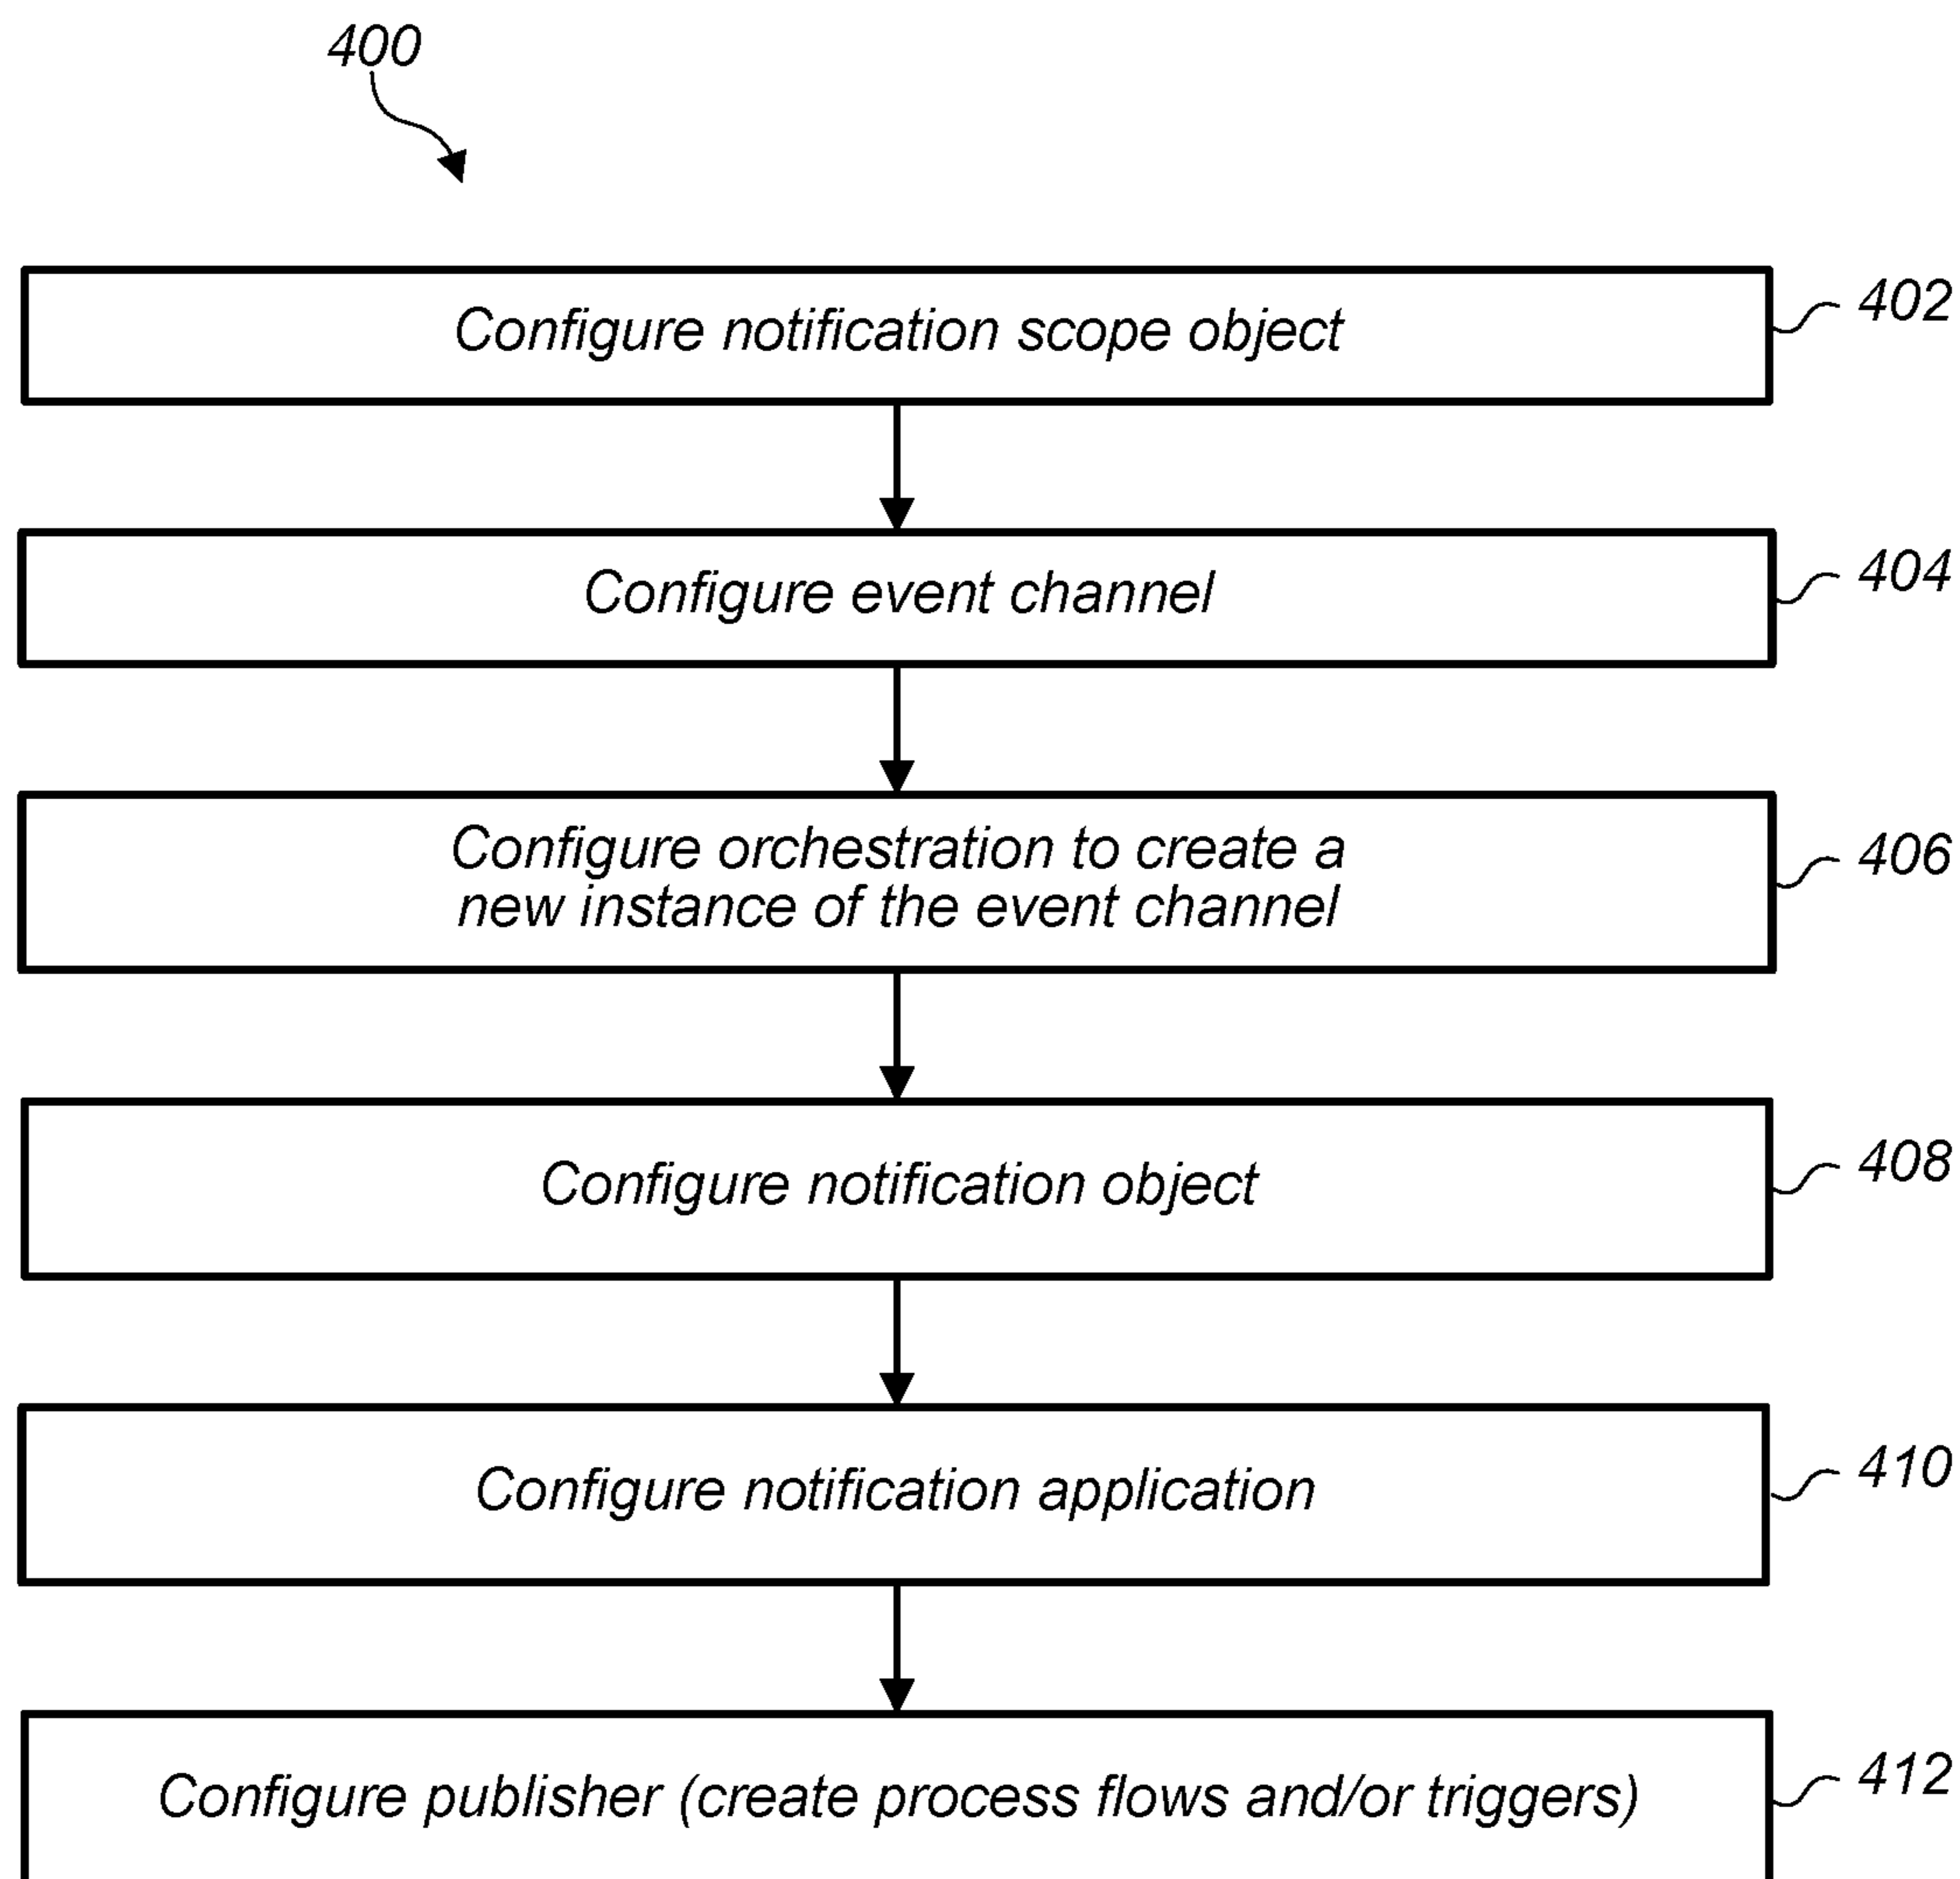 400
Configure notification scope object
402
Configure event channel
404
Configure orchestration to create a
new instance of the event channel
406
Configure notification object
408
Configure notification application
410
Configure publisher (create process flows and/or triggers)
412